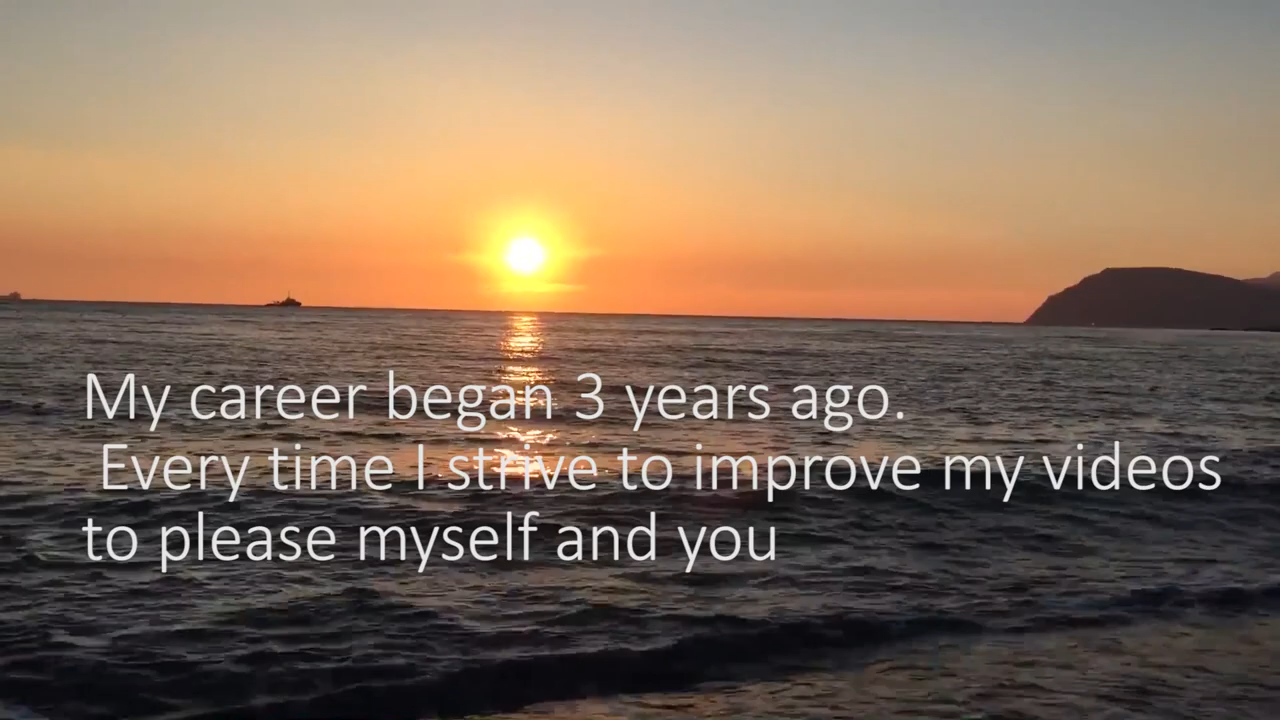 My career began 3 years ago.
Every time I strive to improve my videos
to please myself and you